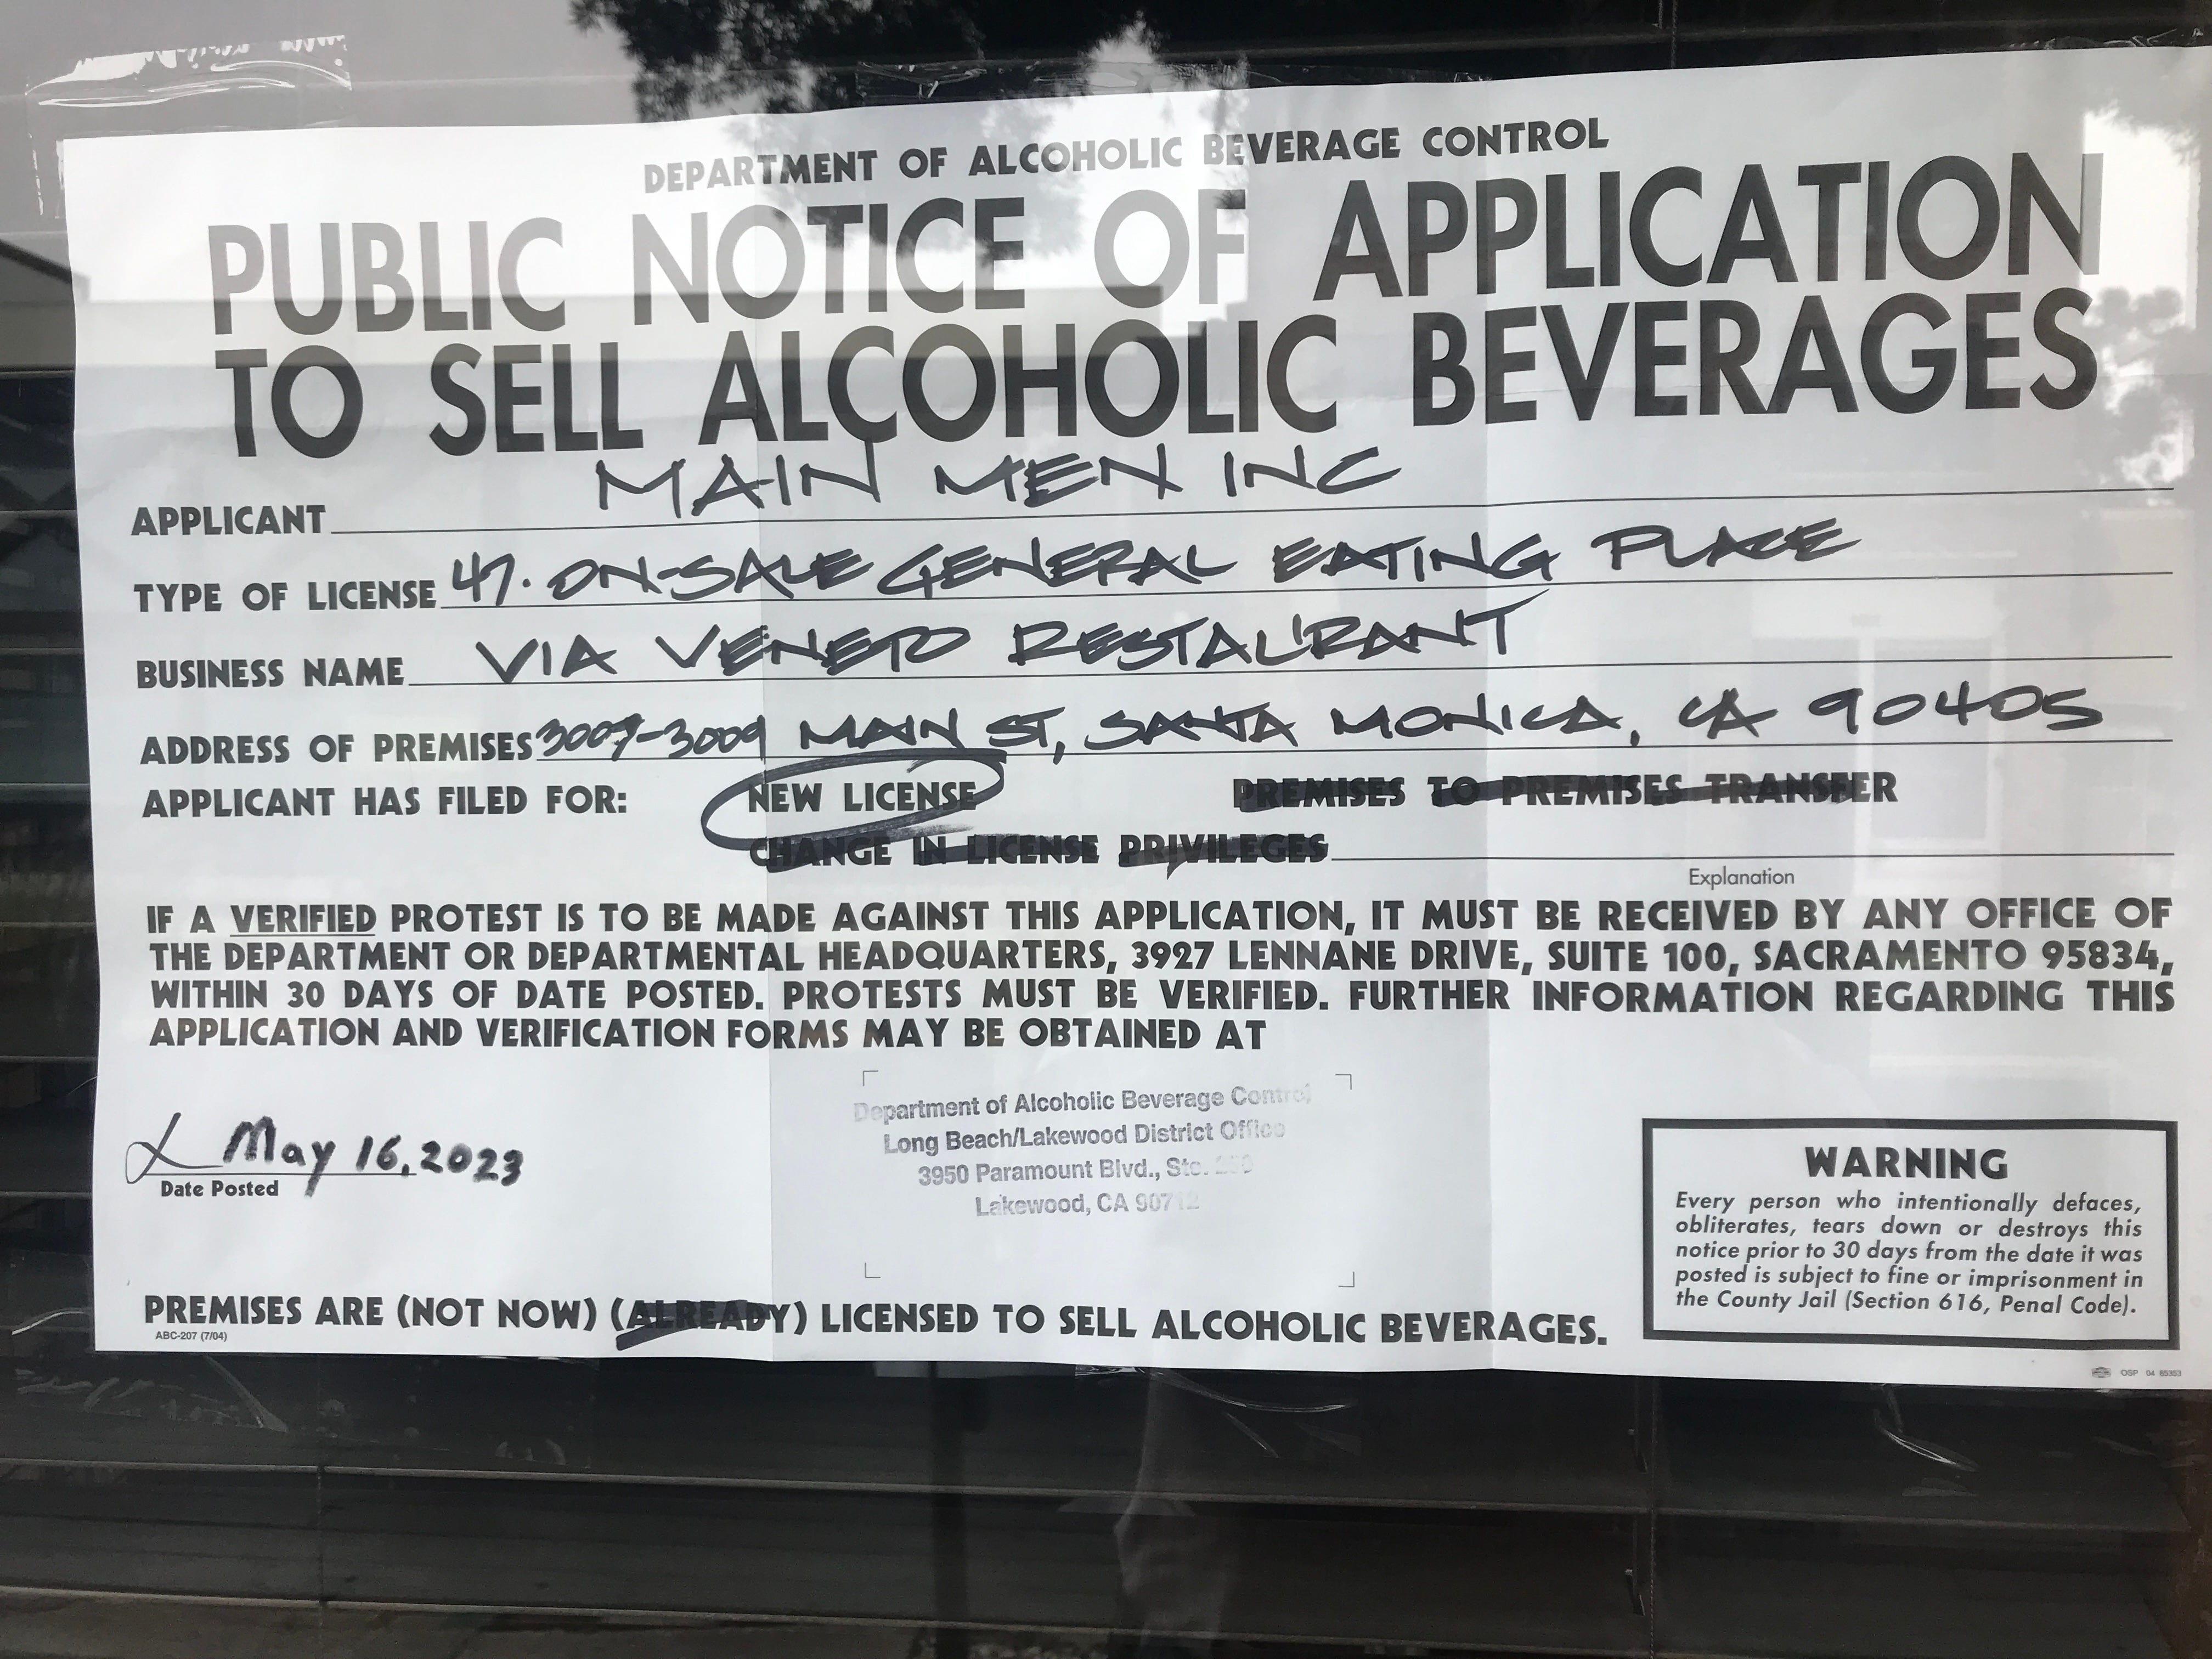 DEPARTMENT OF ALCOHOLIC BEVERAGE CONTROL
PUBLIC NOTICE OF APPLICATION
TO SELL ALCOHOLIC BEVERAGES
APPLICANT MAIN MEN INC
TYPE OF LICENSE 47. ON-SALE GENERAL EATING PLACE
BUSINESS NAME VIA VENETO RESTAURANT
ADDRESS OF PREMISES 3007-3009 MAIN ST, SANTA MONICA, CA 90405
APPLICANT HAS FILED FOR: NEW LICENSE PREMISES TO PREMISES TRANSFER
CHANGE IN LICENSE PRIVILEGES
Explanation
IF A VERIFIED PROTEST IS TO BE MADE AGAINST THIS APPLICATION, IT MUST BE RECEIVED BY ANY OFFICE OF
THE DEPARTMENT OR DEPARTMENTAL HEADQUARTERS, 3927 LENNANE DRIVE, SUITE 100, SACRAMENTO 95834,
WITHIN 30 DAYS OF DATE POSTED. PROTESTS MUST BE VERIFIED. FURTHER INFORMATION REGARDING THIS
APPLICATION AND VERIFICATION FORMS MAY BE OBTAINED AT
Department of Alcoholic Beverage Control
Long Beach/Lakewood District Office
3950 Paramount Blvd., Ste.
Lakewood, CA 90712
May 16, 2023
Date Posted
WARNING
Every person who intentionally defaces,
obliterates, tears down or destroys this
notice prior to 30 days from the date it was
posted is subject to fine or imprisonment in
the County Jail (Section 616, Penal Code).
PREMISES ARE (NOT NOW) (ALREADY) LICENSED TO SELL ALCOHOLIC BEVERAGES.
ABC-207 (7/04)
OSP 04 85353